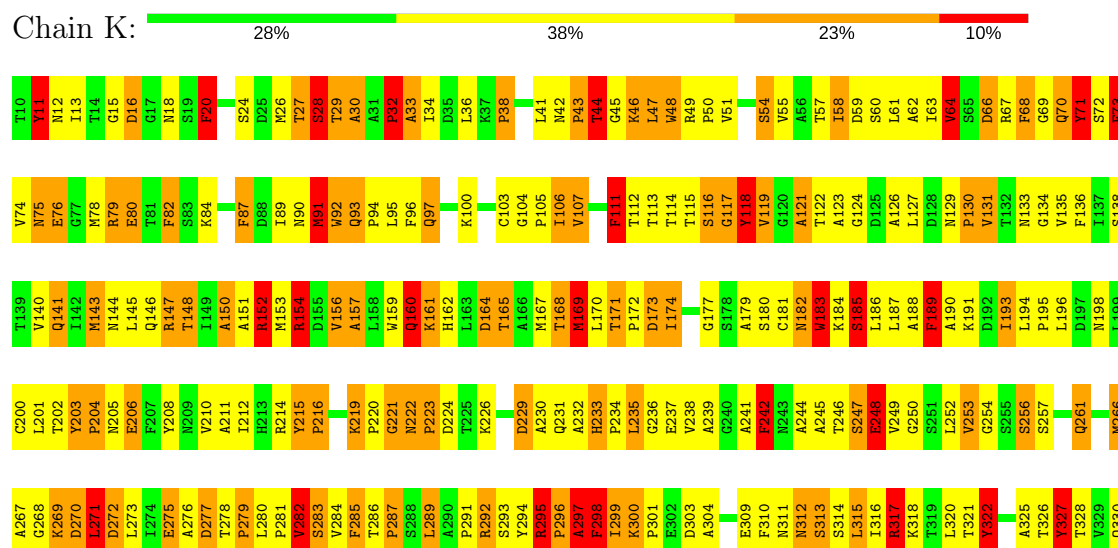 Chain K:
28% 38% 23% 10%
T10 Y11 N12 I13 T14 G15 D16 G17 N18 S19 F20 S24 D25 M26 T27 S28 T29 A30 A31 P32 A33 I34 D35 L36 K37 P38 L41 N42 P43 T44 G45 K46 L47 W48 R49 P50 V51 S54 V55 A56 T57 I58 D59 S60 L61 A62 I63 V64 S65 D66 R67 F68 G69 Q70 Y71 S72
V74 N75 E76 G77 M78 R79 E80 T81 F82 S83 K84 F87 D88 I89 N90 M91 W92 Q93 P94 L95 F96 Q97 K100 C103 G104 P105 I106 V107 F111 T112 T113 T114 T115 S116 G117 Y118 V119 G120 A121 T122 A123 G124 D125 A126 L127 D128 N129 P130 V131 T132 N133 G134 V135 F136 I137 S138
T139 V140 Q141 I142 M143 N144 L145 Q146 R147 T148 I149 A150 A151 R152 M153 R154 D155 V156 A157 L158 W159 Q160 K161 H162 L163 D164 T165 A166 M167 T168 M169 L170 T171 P172 D173 I174 G177 S178 A179 S180 C181 N182 W183 K184 S185 L186 L187 A188 F189 A190 K191 D192 I193 L194 P195 L196 D197 N198
C200 L201 T202 Y203 P204 N205 E206 F207 Y208 N209 V210 A211 I212 H213 R214 Y215 P216 K219 P220 G221 N222 P223 D224 T225 K226 D229 A230 Q231 A232 H233 P234 L235 G236 E237 V238 A239 G240 A241 F242 N243 A244 A245 T246 S247 E248 V249 G250 S251 L252 V253 G254 S255 S256 S257 Q261 M266
A267 G268 K269 D270 L271 D272 L273 I274 E275 A276 D277 T278 P279 L280 P281 V282 S283 V284 F285 T286 P287 S288 L289 A290 P291 R292 S293 Y294 R295 P296 A297 F298 I299 K300 P301 E302 D303 A304 E309 F310 N311 N312 S313 S314 L315 I316 R317 K318 T319 L320 T321 Y322 A325 T326 Y327 T328 V329